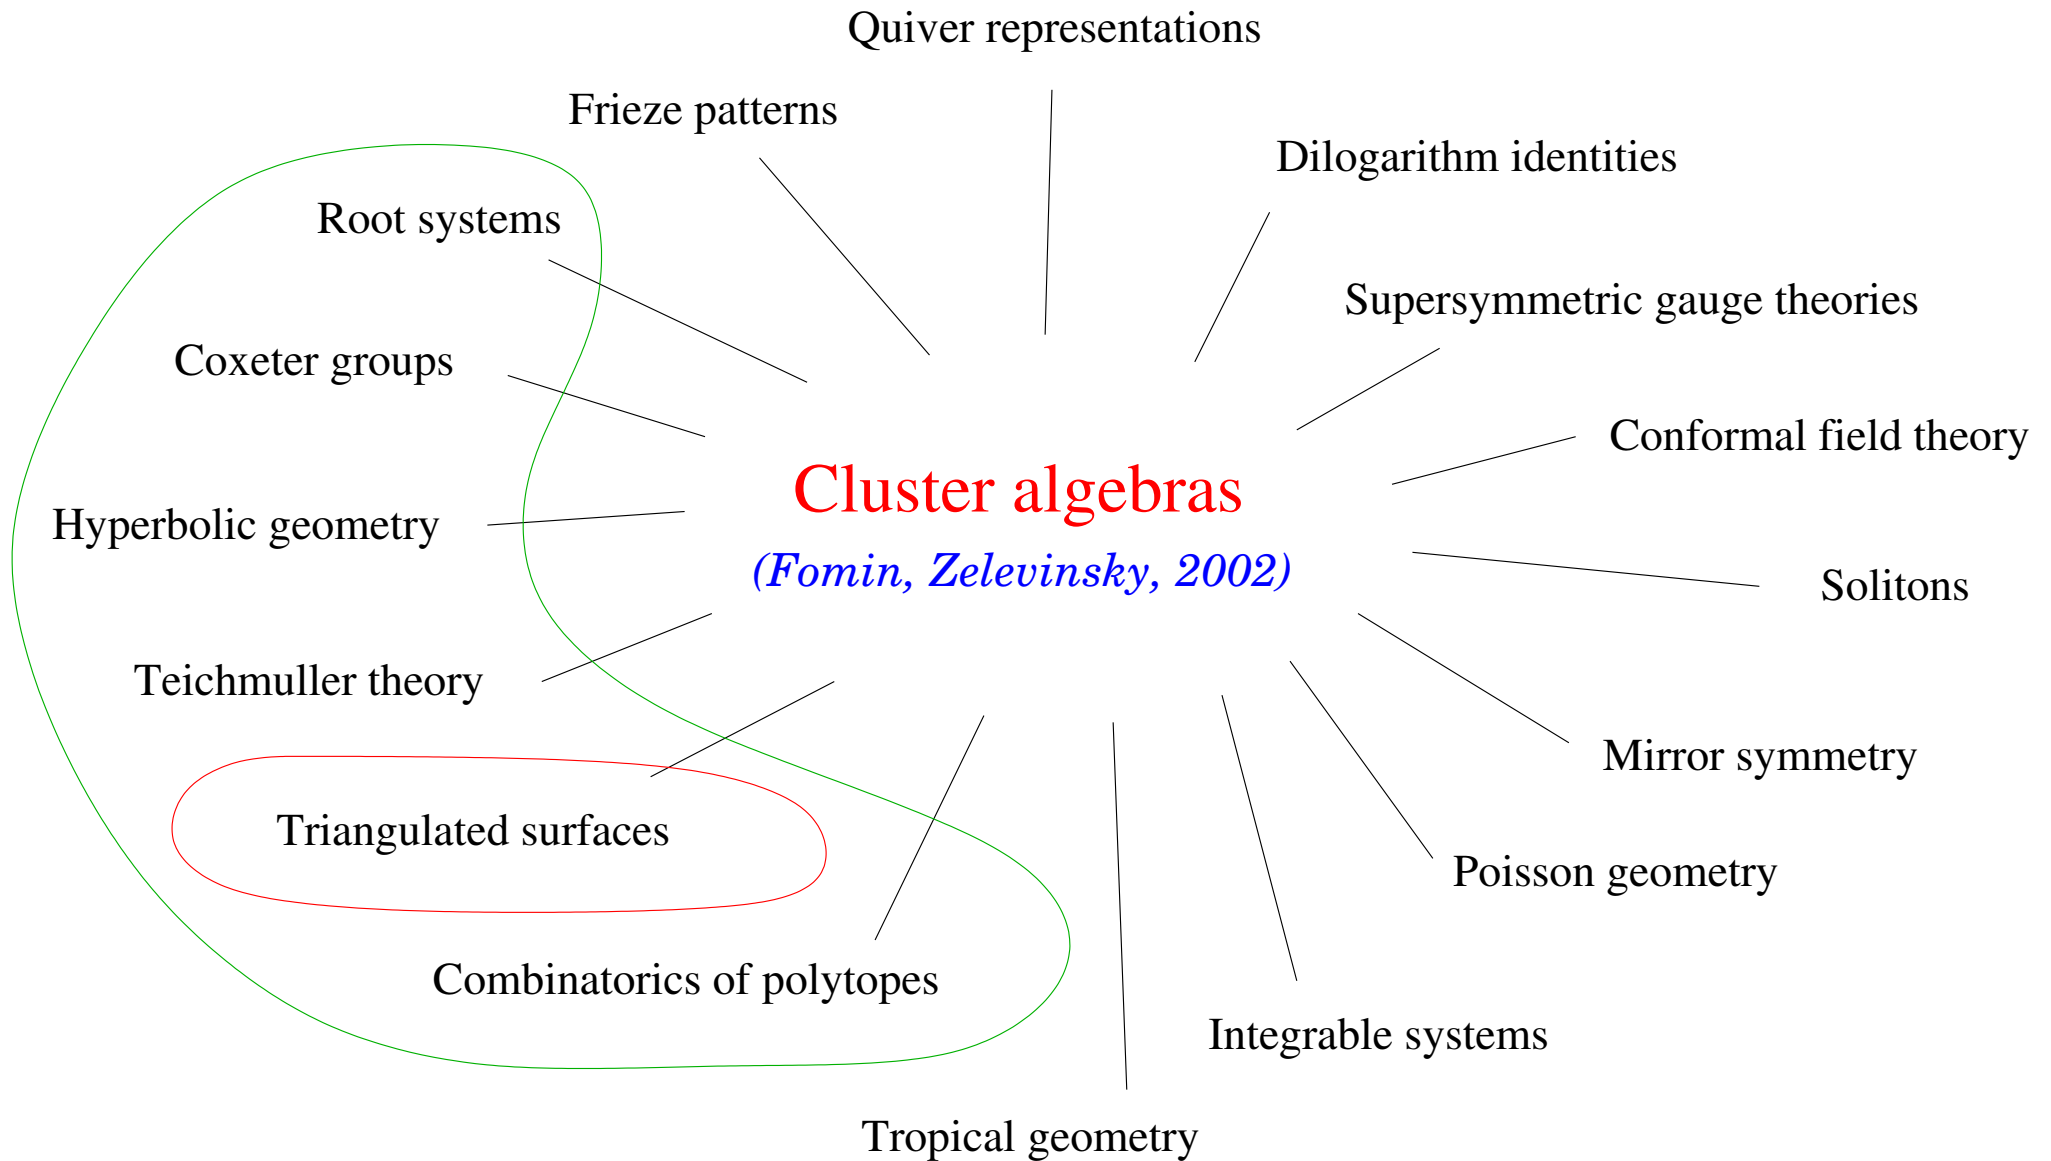 Quiver representations
Frieze patterns
Dilogarithm identities
Root systems
Supersymmetric gauge theories
Coxeter groups
Conformal field theory
Cluster algebras
(Fomin, Zelevinsky, 2002)
Hyperbolic geometry
Solitons
Teichmuller theory
Mirror symmetry
Triangulated surfaces
Poisson geometry
Combinatorics of polytopes
Integrable systems
Tropical geometry